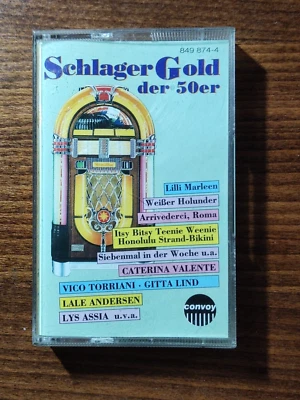 849 874-4
Schlager Gold
der 50er
Lilli Marleen
Weißer Holunder
Arrivederci, Roma
Itsy Bitsy Teenie Weenie
Honolulu Strand-Bikini
Siebenmal in der Woche u.a.
CATERINA VALENTE
VICO TORRIANI · GITTA LIND
LALE ANDERSEN
LYS ASSIA u.v.a.
convoy